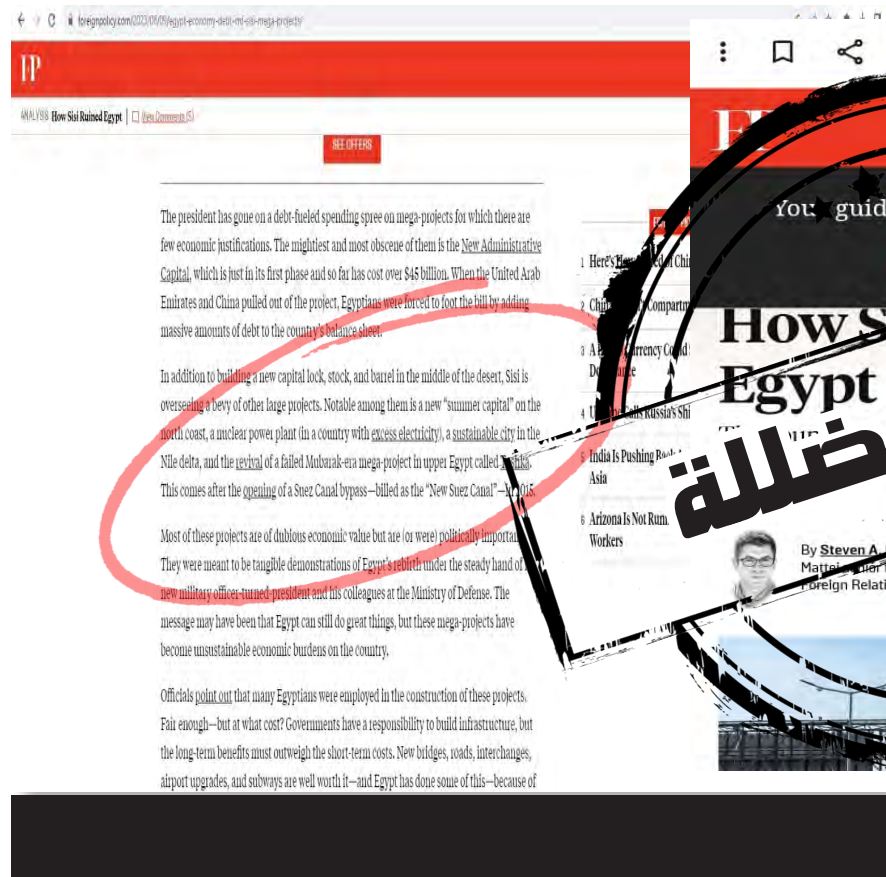 foreignpolicy.com/2023/06/09/egypt-economy-debt-imf-sisi-mega-projects/
FP
ANALYSIS How Sisi Ruined Egypt | View Comments (5)
SEE OFFERS
The president has gone on a debt-fueled spending spree on mega-projects for which there are
few economic justifications. The mightiest and most obscene of them is the New Administrative
Capital, which is just in its first phase and so far has cost over $45 billion. When the United Arab
Emirates and China pulled out of the project, Egyptians were forced to foot the bill by adding
massive amounts of debt to the country's balance sheet.
In addition to building a new capital lock, stock, and barrel in the middle of the desert, Sisi is
overseeing a bevy of other large projects. Notable among them is a new “summer capital” on the
north coast, a nuclear power plant (in a country with excess electricity), a sustainable city in the
Nile delta, and the revival of a failed Mubarak-era mega-project in upper Egypt called Toshka.
This comes after the opening of a Suez Canal bypass—billed as the “New Suez Canal”—in 2015.
Most of these projects are of dubious economic value but are (or were) politically important.
They were meant to be tangible demonstrations of Egypt's rebirth under the steady hand of
new military officer-turned-president and his colleagues at the Ministry of Defense. The
message may have been that Egypt can still do great things, but these mega-projects have
become unsustainable economic burdens on the country.
Officials point out that many Egyptians were employed in the construction of these projects.
Fair enough—but at what cost? Governments have a responsibility to build infrastructure, but
the long-term benefits must outweigh the short-term costs. New bridges, roads, interchanges,
airport upgrades, and subways are well worth it—and Egypt has done some of this—because of
1 Here's
2
3 A Currency Could
4 Calls Russia's
5 India Is Pushing
Asia
6 Arizona Is Not
Workers
FP
Your guid
How S
Egypt
ضللة
By Steven A.
Mattei
Foreign Relati